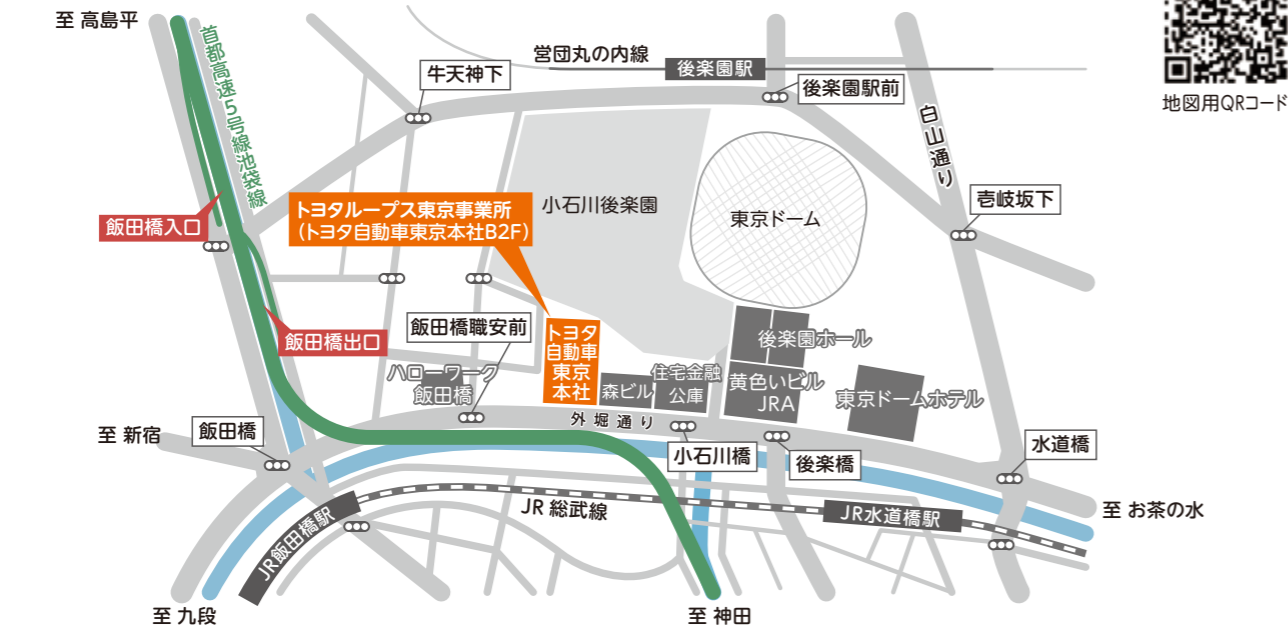 至 高島平
首都高速5号線池袋線
営団丸の内線
後楽園駅
牛天神下
後楽園駅前
地図用QRコード
白山通り
壱岐坂下
飯田橋入口
トヨタループス東京事業所
(トヨタ自動車東京本社B2F)
小石川後楽園
東京ドーム
飯田橋出口
飯田橋職安前
トヨタ
自動車
東京
本社
ハローワーク
飯田橋
森ビル
住宅金融
公庫
後楽園ホール
黄色いビル
JRA
東京ドームホテル
外堀通り
至 新宿
飯田橋
小石川橋
後楽橋
水道橋
至 お茶の水
JR飯田橋駅
JR 総武線
JR水道橋駅
至 九段
至 神田